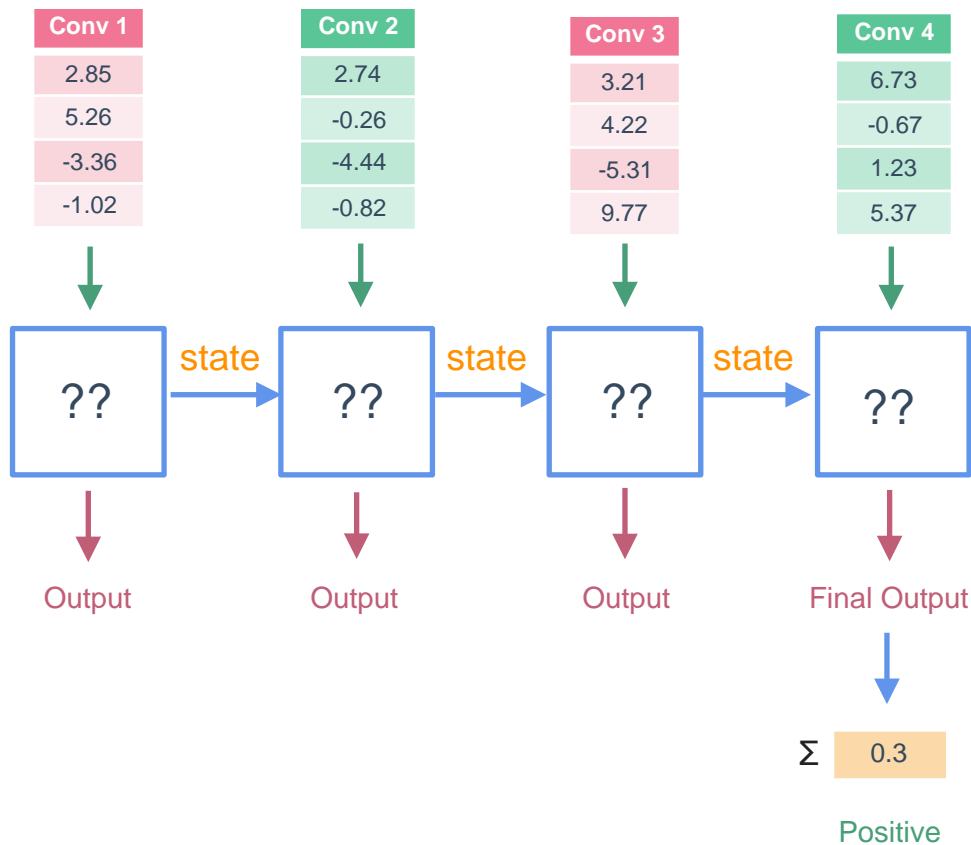 Conv 1
2.85
5.26
-3.36
-1.02
Conv 2
2.74
-0.26
-4.44
-0.82
Conv 3
3.21
4.22
-5.31
9.77
Conv 4
6.73
-0.67
1.23
5.37
??
state
??
state
??
state
??
Output
Output
Output
Final Output
Σ 0.3
Positive